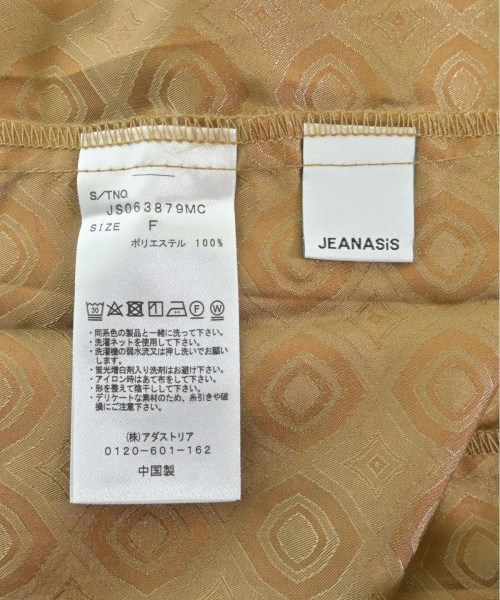 S/TNO.
JS063879MC
SIZE F
ポリエステル 100%
30 F W
・同系色の製品と一緒に洗って下さい。
・洗濯ネットを使用して下さい。
・洗濯機の弱水流又は押し洗いでお願い
します。
・蛍光増白剤入り洗剤はお避け下さい。
・アイロン時はあて布をして下さい。
・形を整えて陰干しして下さい。
・デリケートな素材のため、糸引きや破
損にご注意下さい。
(株)アダストリア
0120-601-162
中国製
JEANASiS